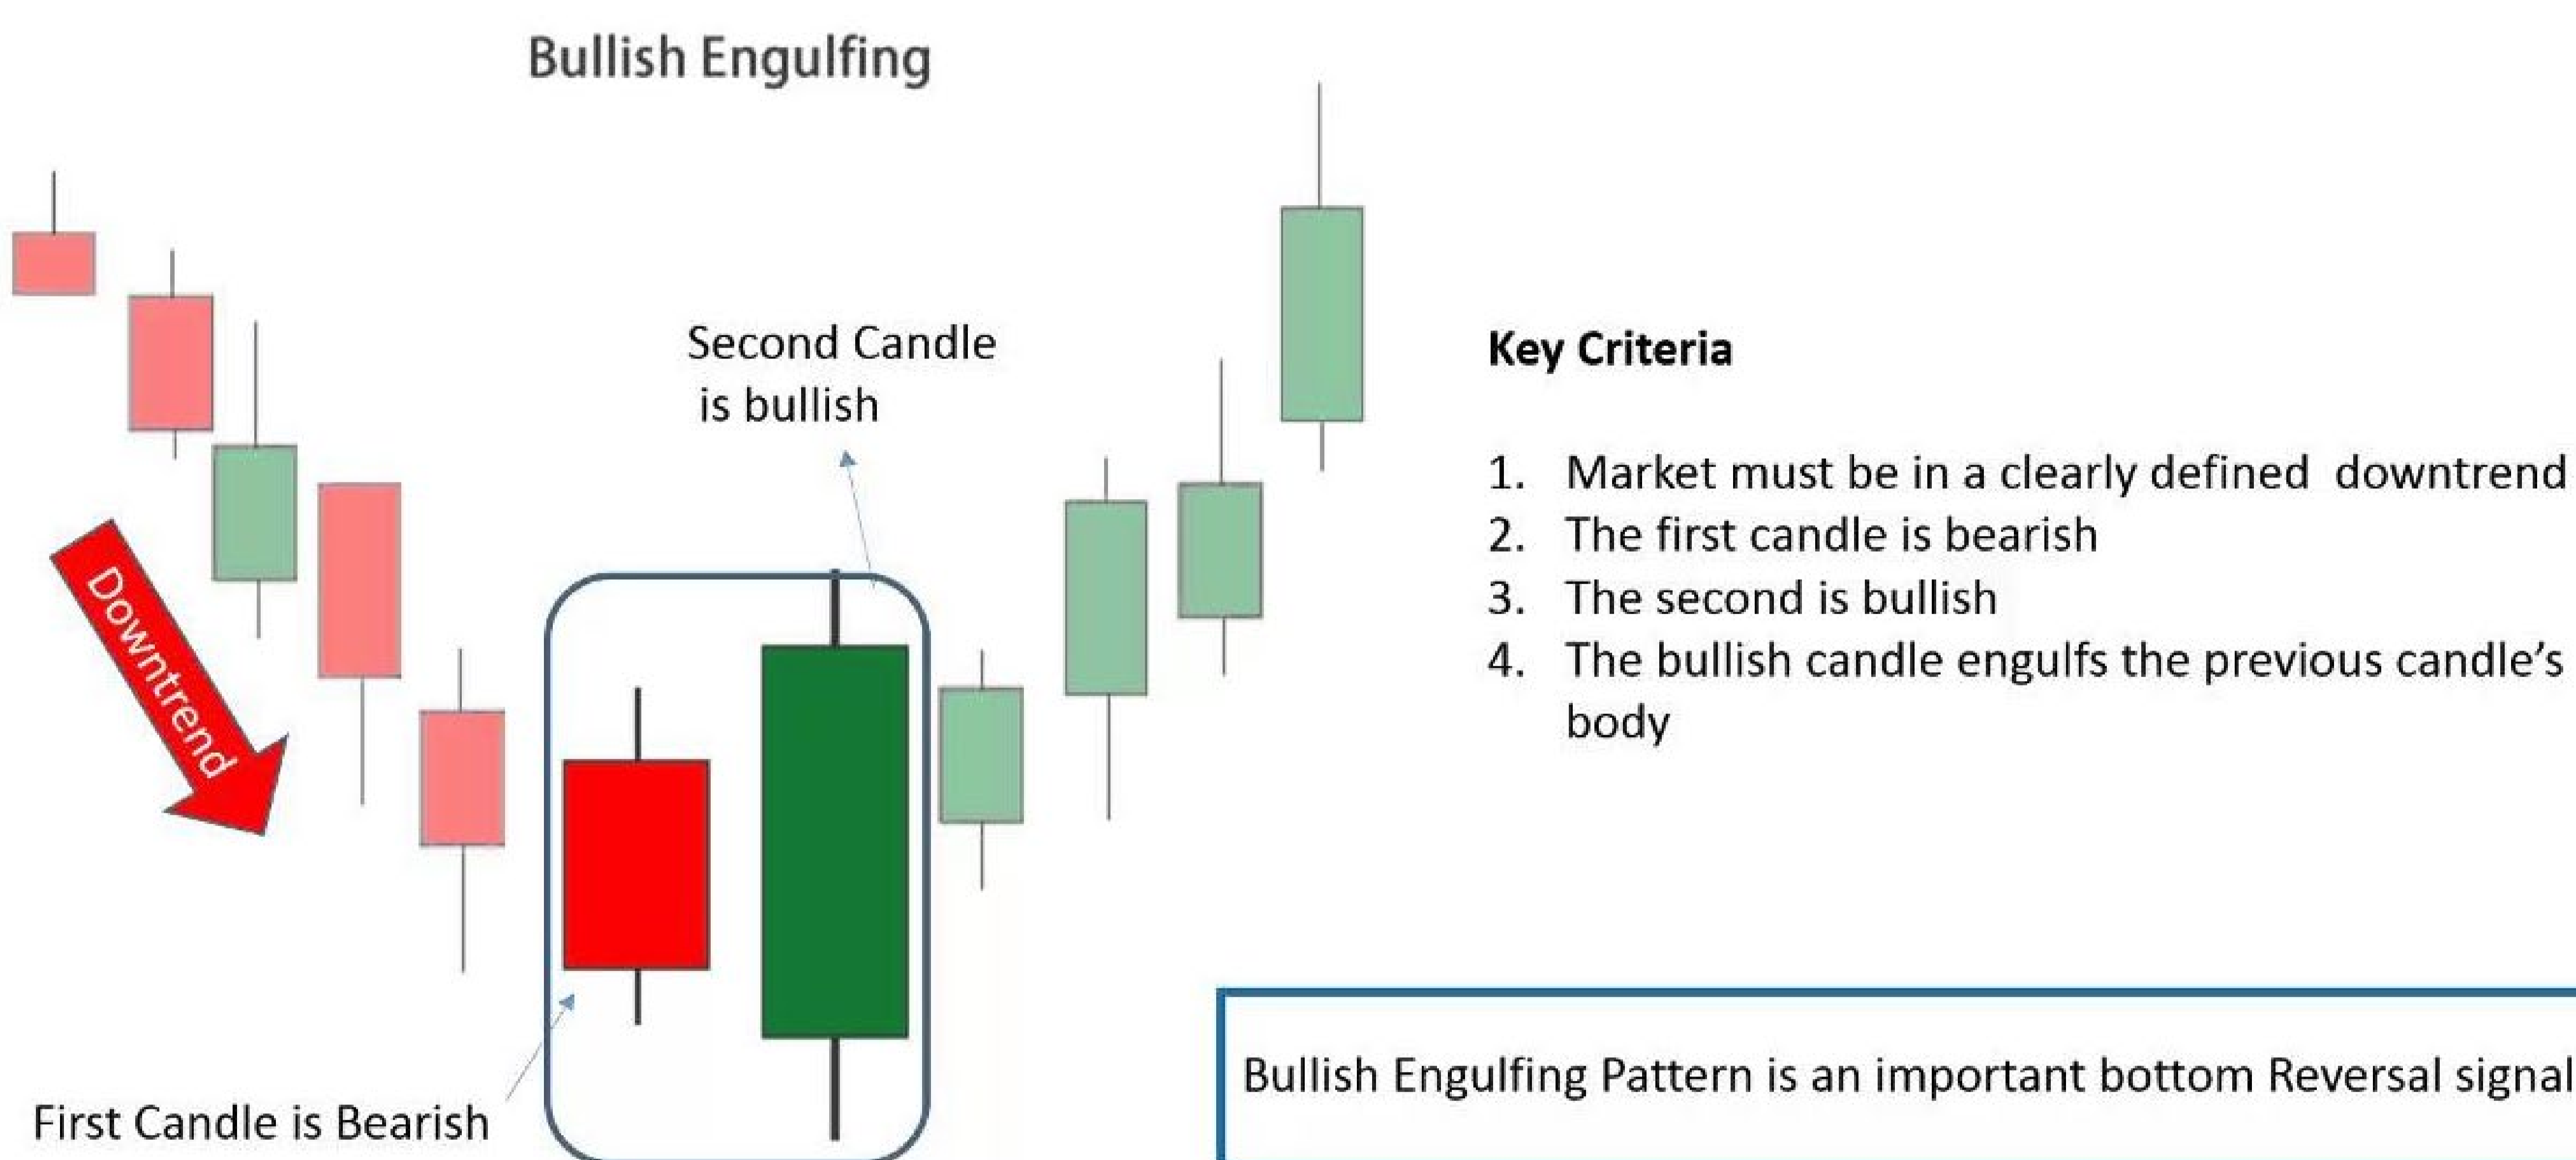 Bullish Engulfing
Second Candle
is bullish
Downtrend
First Candle is Bearish
Key Criteria
1. Market must be in a clearly defined downtrend
2. The first candle is bearish
3. The second is bullish
4. The bullish candle engulfs the previous candle’s
body
Bullish Engulfing Pattern is an important bottom Reversal signal